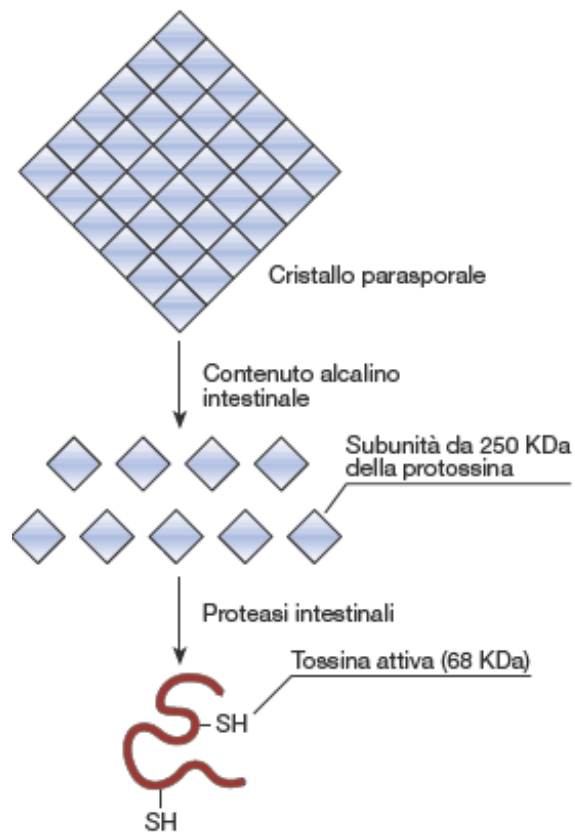 Cristallo parasporale
Contenuto alcalino
intestinale
Subunità da 250 KDa
della protossina
Proteasi intestinali
Tossina attiva (68 KDa)
SH
SH